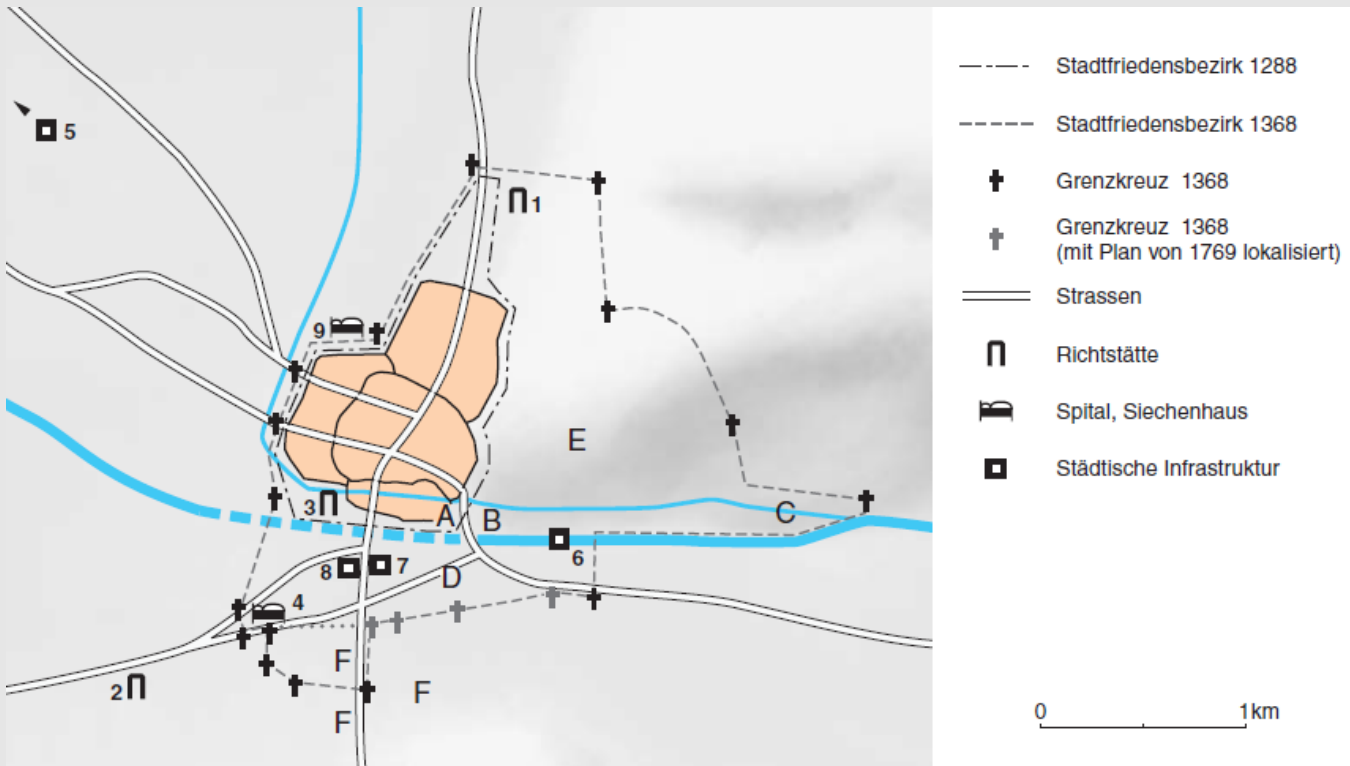 5
1
9
3
A
B
C
E
6
8
7
D
4
F
F
F
2
Stadtfriedensbezirk 1288
Stadtfriedensbezirk 1368
Grenzkreuz 1368
Grenzkreuz 1368
(mit Plan von 1769 lokalisiert)
Strassen
Richtstätte
Spital, Siechenhaus
Städtische Infrastruktur
0 1km